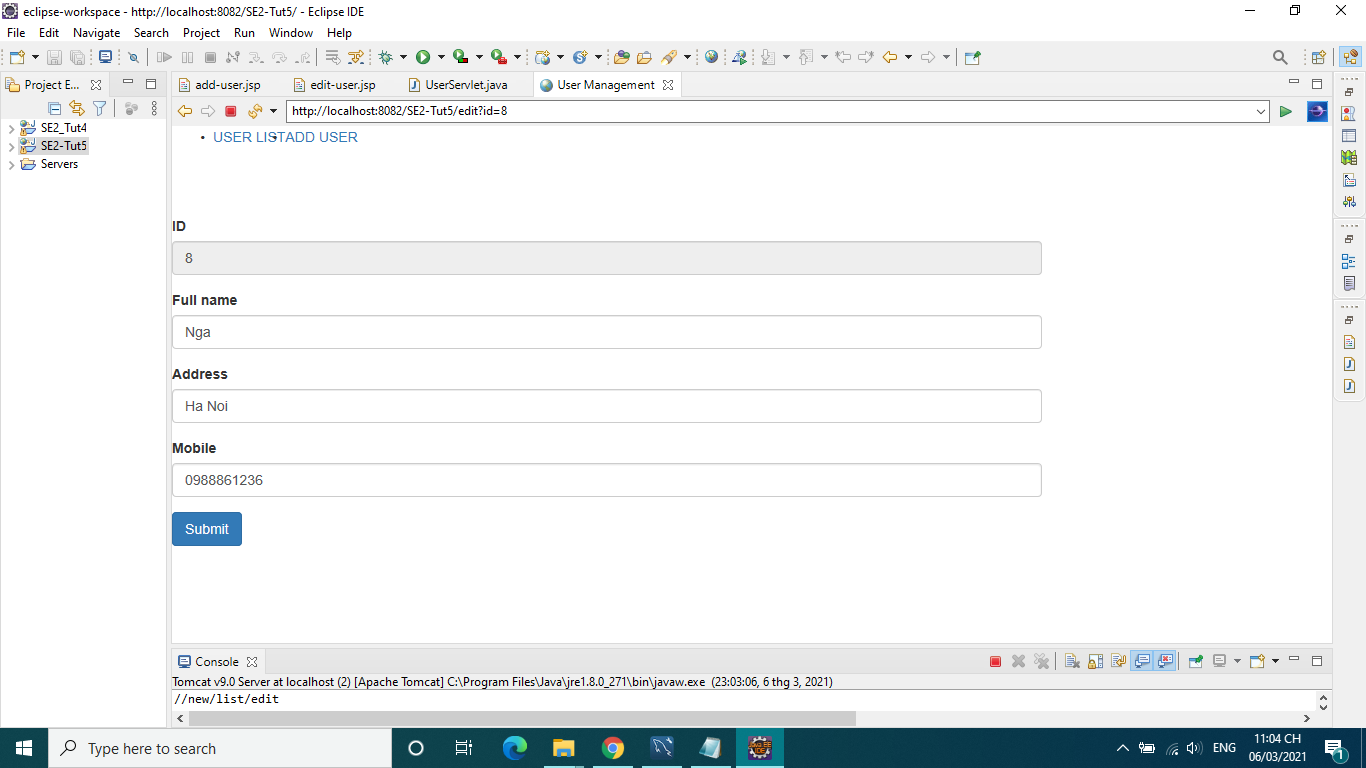 eclipse-workspace - http://localhost:8082/SE2-Tut5/ - Eclipse IDE
File Edit Navigate Search Project Run Window Help
Project E... add-user.jsp edit-user.jsp UserServlet.java User Management
http://localhost:8082/SE2-Tut5/edit?id=8
SE2_Tut4
SE2-Tut5
Servers
• USER LIST • ADD USER
ID
8
Full name
Nga
Address
Ha Noi
Mobile
0988861236
Submit
Console
Tomcat v9.0 Server at localhost (2) [Apache Tomcat] C:\Program Files\Java\jre1.8.0_271\bin\javaw.exe (23:03:06, 6 thg 3, 2021)
//new/list/edit
Type here to search
ENG
11:04 CH
06/03/2021
1